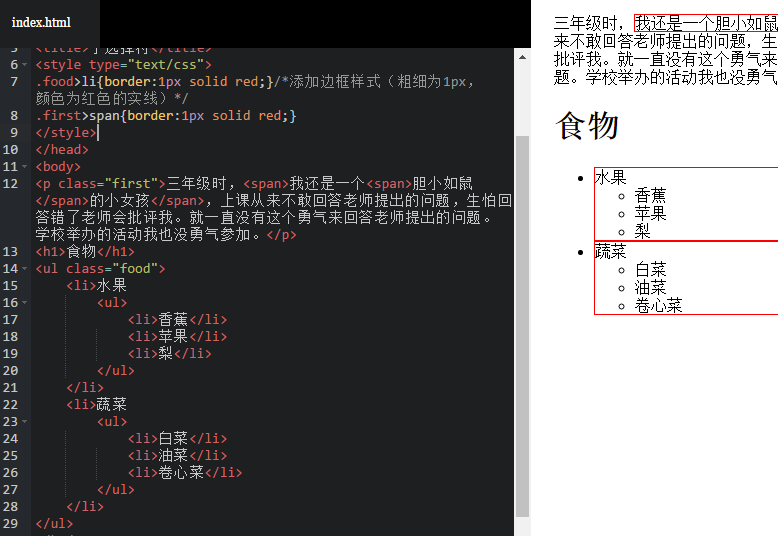 index.html
5 <title>子选择符</title>
6 <style type="text/css">
7 .food>li{border:1px solid red;}/*添加边框样式（粗细为1px，
颜色为红色的实线）*/
8 .first>span{border:1px solid red;}
9 </style>
10 </head>
11 <body>
12 <p class="first">三年级时，<span>我还是一个<span>胆小如鼠
</span>的小女孩</span>，上课从来不敢回答老师提出的问题，生怕回
答错了老师会批评我。就一直没有这个勇气来回答老师提出的问题。
学校举办的活动我也没勇气参加。</p>
13 <h1>食物</h1>
14 <ul class="food">
15 <li>水果
16 <ul>
17 <li>香蕉</li>
18 <li>苹果</li>
19 <li>梨</li>
20 </ul>
21 </li>
22 <li>蔬菜
23 <ul>
24 <li>白菜</li>
25 <li>油菜</li>
26 <li>卷心菜</li>
27 </ul>
28 </li>
29 </ul>
三年级时，我还是一个胆小如鼠
来不敢回答老师提出的问题，生
批评我。就一直没有这个勇气来
题。学校举办的活动我也没勇气
食物
水果
香蕉
苹果
梨
蔬菜
白菜
油菜
卷心菜